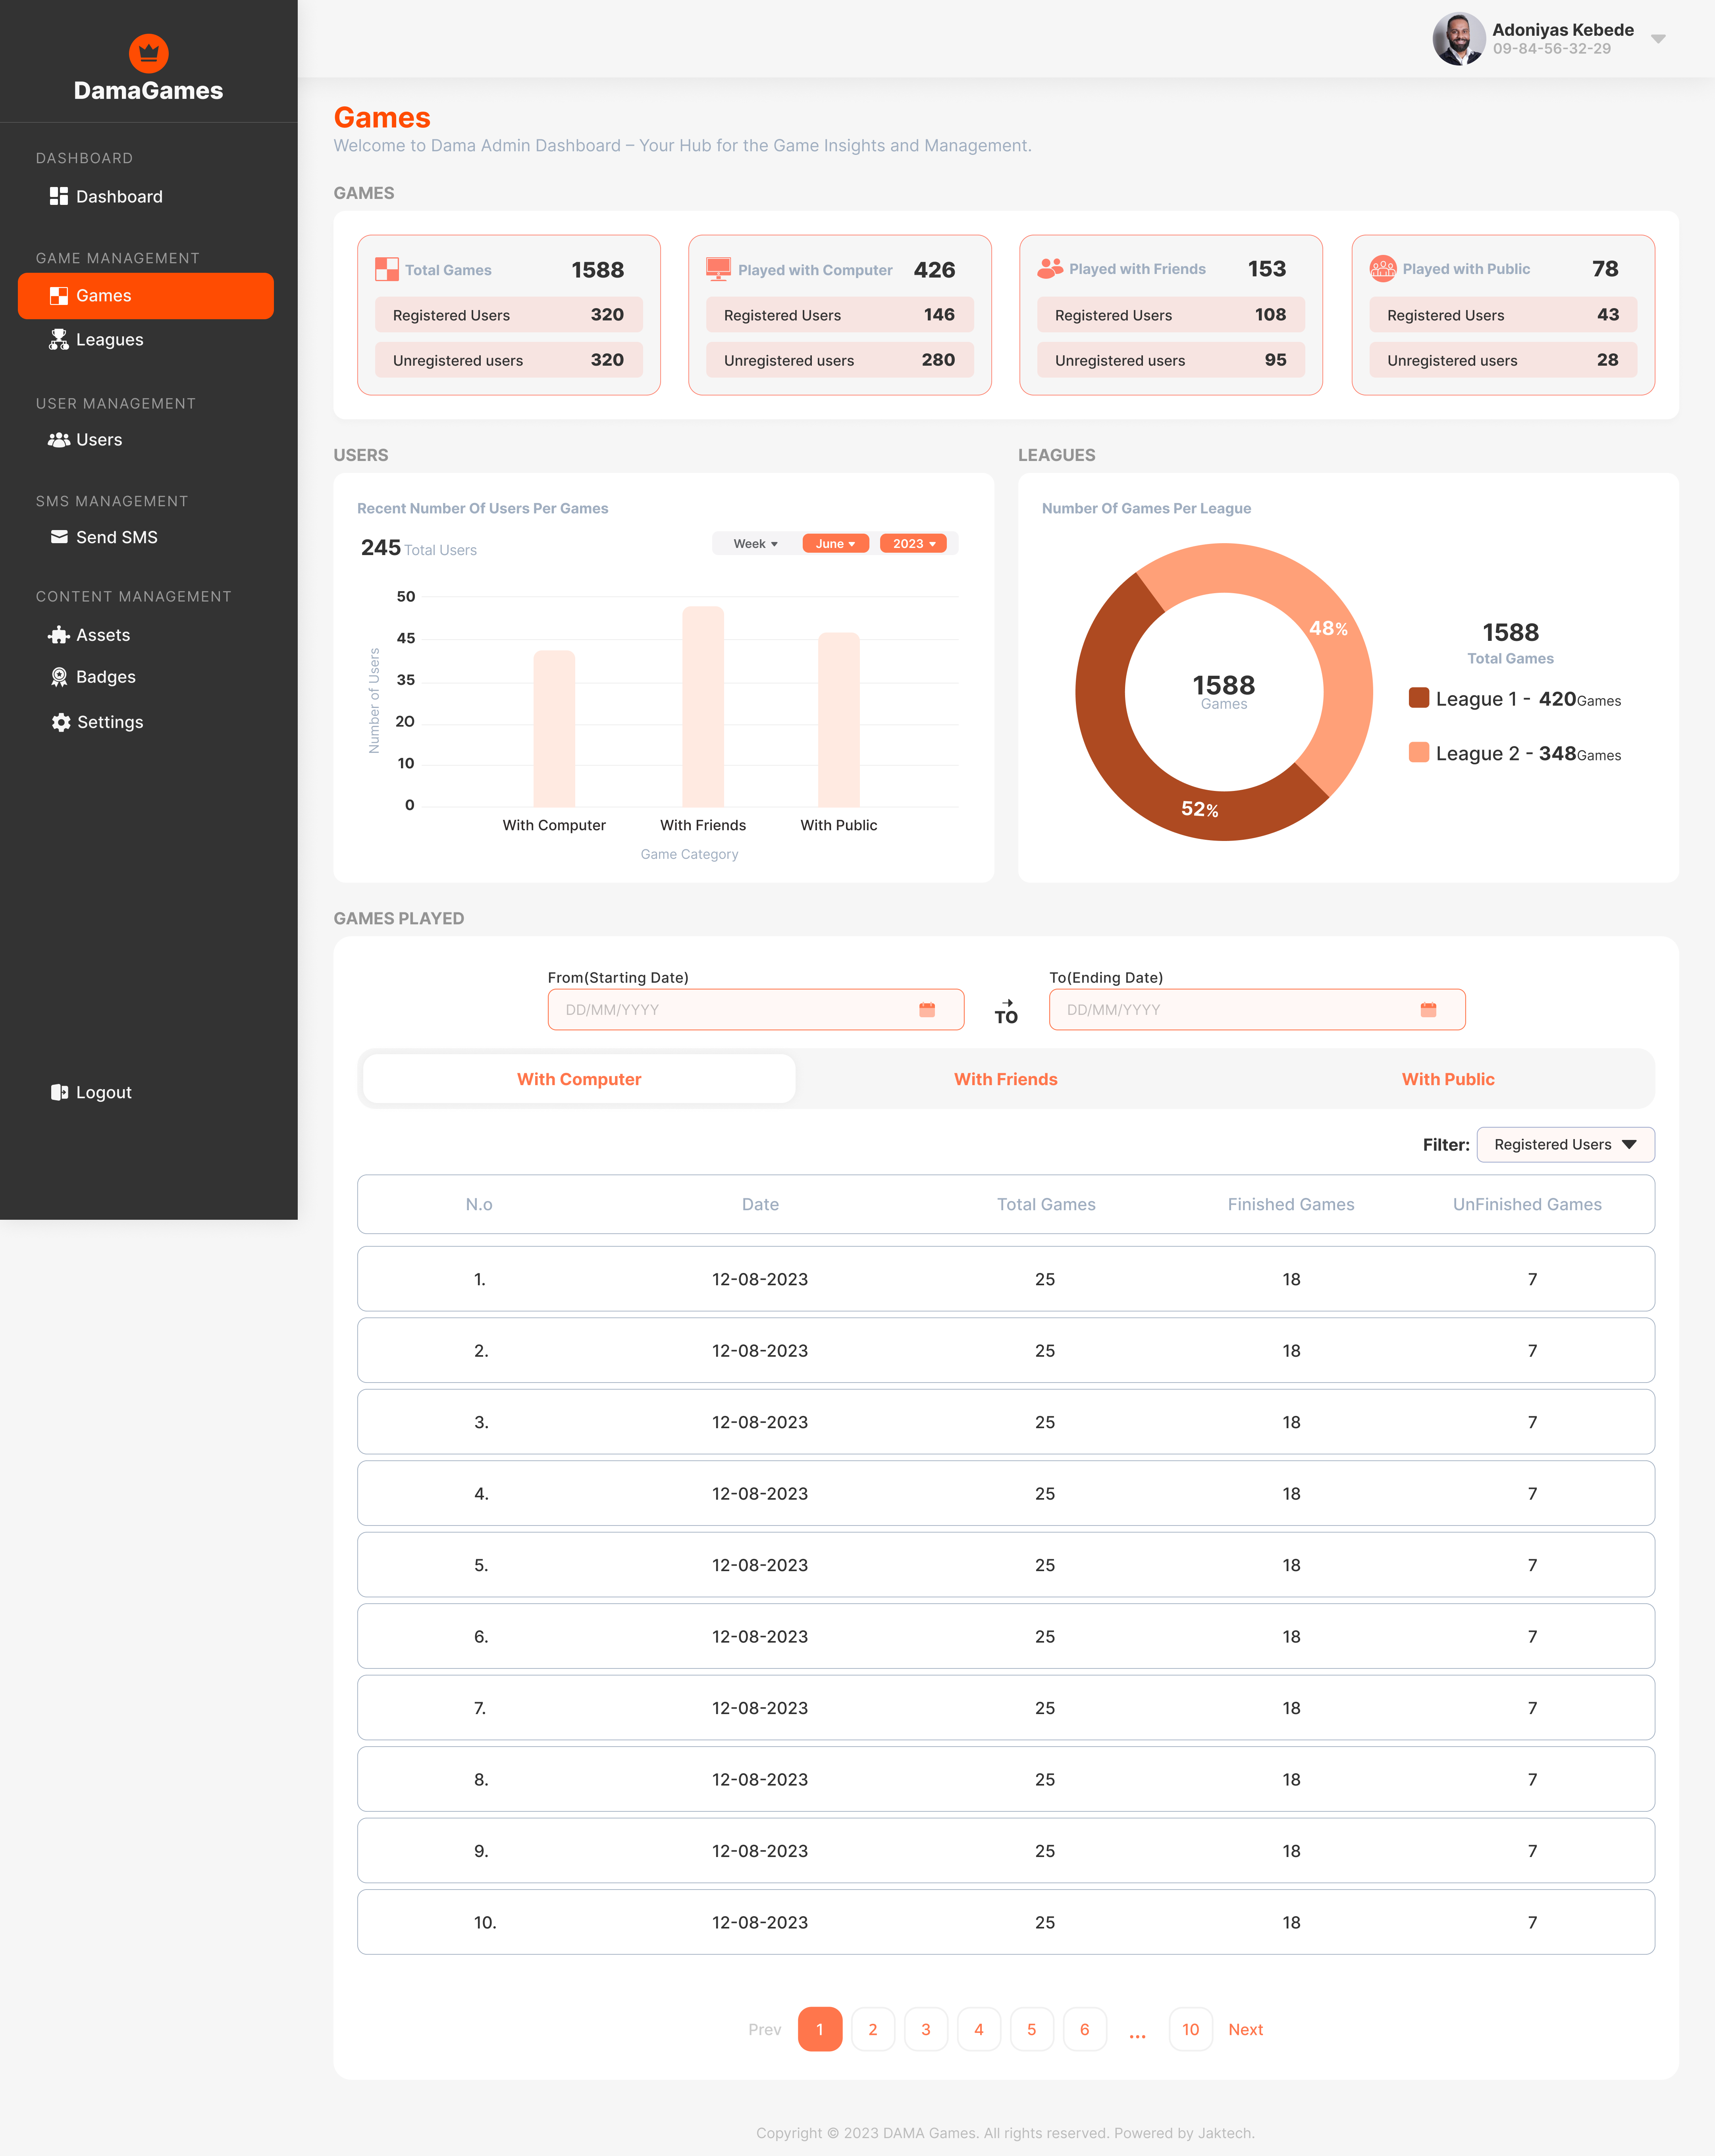 DamaGames
DASHBOARD
Dashboard
GAME MANAGEMENT
Games
Leagues
USER MANAGEMENT
Users
SMS MANAGEMENT
Send SMS
CONTENT MANAGEMENT
Assets
Badges
Settings
Logout
Adoniyas Kebede
09-84-56-32-29
Games
Welcome to Dama Admin Dashboard – Your Hub for the Game Insights and Management.
GAMES
Total Games 1588
Registered Users 320
Unregistered users 320
Played with Computer 426
Registered Users 146
Unregistered users 280
Played with Friends 153
Registered Users 108
Unregistered users 95
Played with Public 78
Registered Users 43
Unregistered users 28
USERS
Recent Number Of Users Per Games
245 Total Users
Week June 2023
Number of Users
50
45
35
20
10
0
With Computer With Friends With Public
Game Category
LEAGUES
Number Of Games Per League
48%
52%
1588
Games
1588
Total Games
League 1 - 420Games
League 2 - 348Games
GAMES PLAYED
From(Starting Date)
DD/MM/YYYY
TO
To(Ending Date)
DD/MM/YYYY
With Computer With Friends With Public
Filter: Registered Users
N.o Date Total Games Finished Games UnFinished Games
1. 12-08-2023 25 18 7
2. 12-08-2023 25 18 7
3. 12-08-2023 25 18 7
4. 12-08-2023 25 18 7
5. 12-08-2023 25 18 7
6. 12-08-2023 25 18 7
7. 12-08-2023 25 18 7
8. 12-08-2023 25 18 7
9. 12-08-2023 25 18 7
10. 12-08-2023 25 18 7
Prev 1 2 3 4 5 6 ... 10 Next
Copyright © 2023 DAMA Games. All rights reserved. Powered by Jaktech.